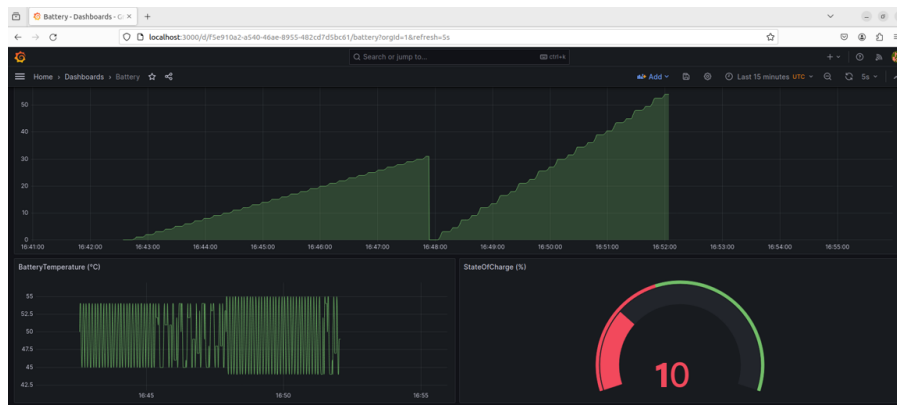 Battery - Dashboards - G
localhost:3000/d/f5e910a2-a540-46ae-8955-482cd7d5bc61/battery?orgid=1&refresh=5s
Search or jump to...
ctrl+k
Home › Dashboards › Battery
Add
Last 15 minutes UTC
5s
50
40
30
20
10
0
16:41:00 16:42:00 16:43:00 16:44:00 16:45:00 16:46:00 16:47:00 16:48:00 16:49:00 16:50:00 16:51:00 16:52:00 16:53:00 16:54:00 16:55:00
BatteryTemperature (°C)
55
52.5
50
47.5
45
42.5
16:45 16:50 16:55
StateOfCharge (%)
10